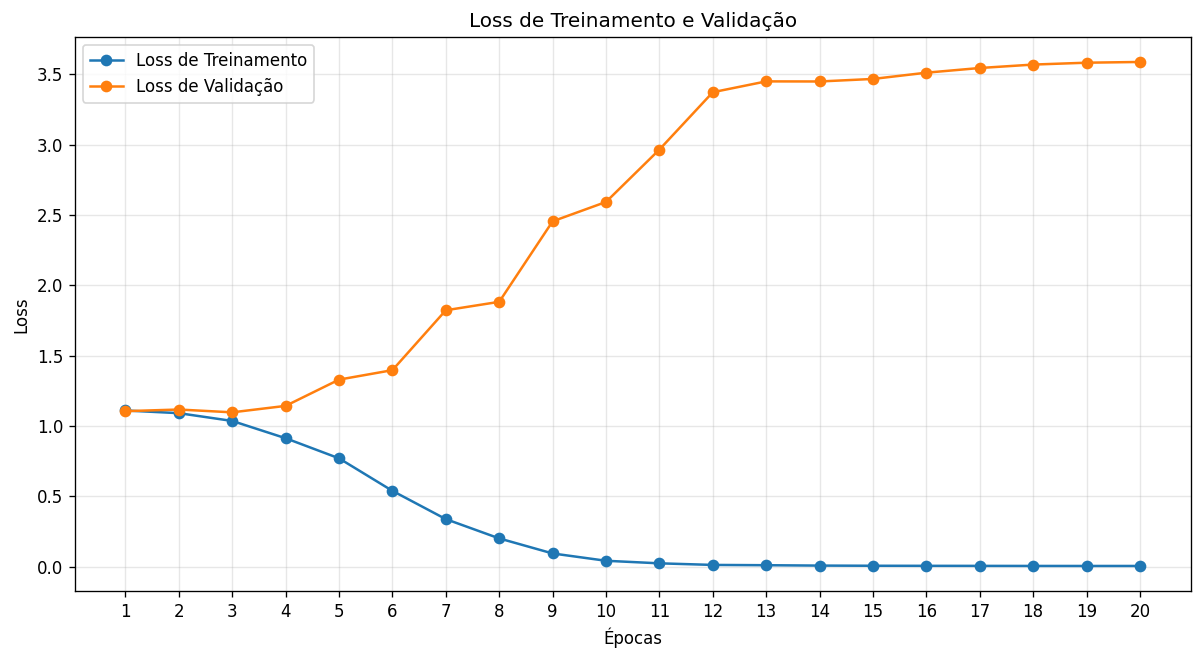 Loss de Treinamento e Validação
Loss de Treinamento
Loss de Validação
Loss
3.5
3.0
2.5
2.0
1.5
1.0
0.5
0.0
1 2 3 4 5 6 7 8 9 10 11 12 13 14 15 16 17 18 19 20
Épocas